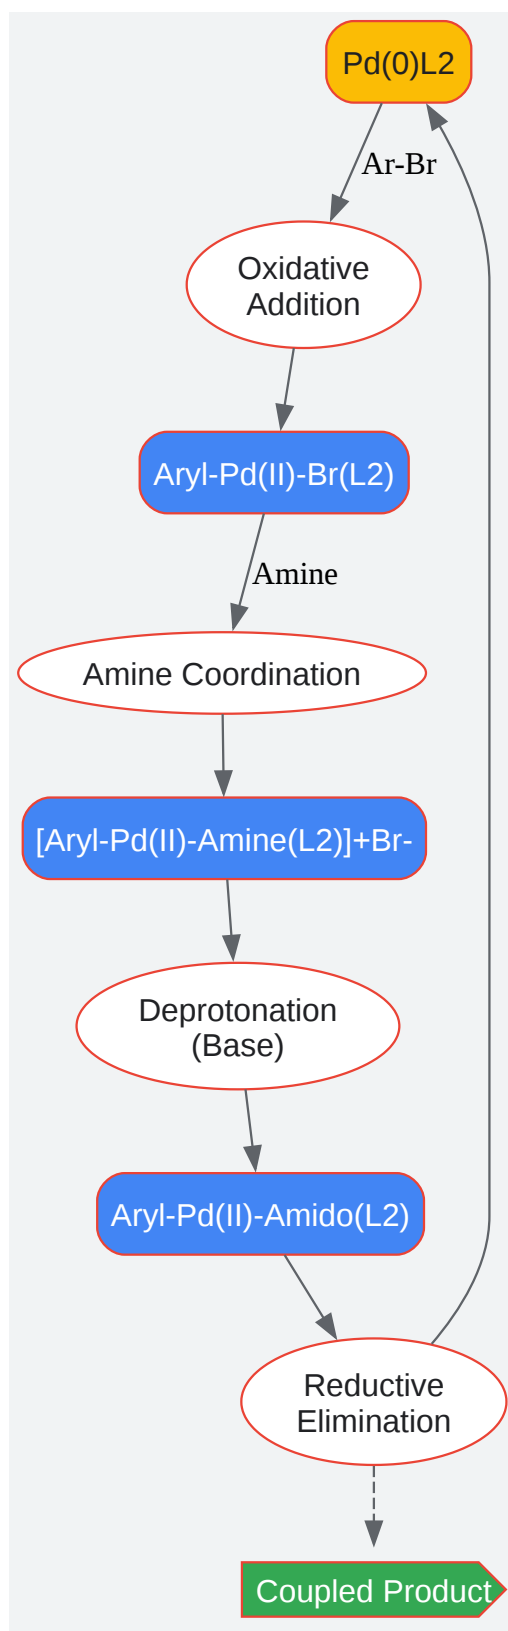 Pd(0)L2
Ar-Br
Oxidative
Addition
Aryl-Pd(II)-Br(L2)
Amine
Amine Coordination
[Aryl-Pd(II)-Amine(L2)]+Br-
Deprotonation
(Base)
Aryl-Pd(II)-Amido(L2)
Reductive
Elimination
Coupled Product